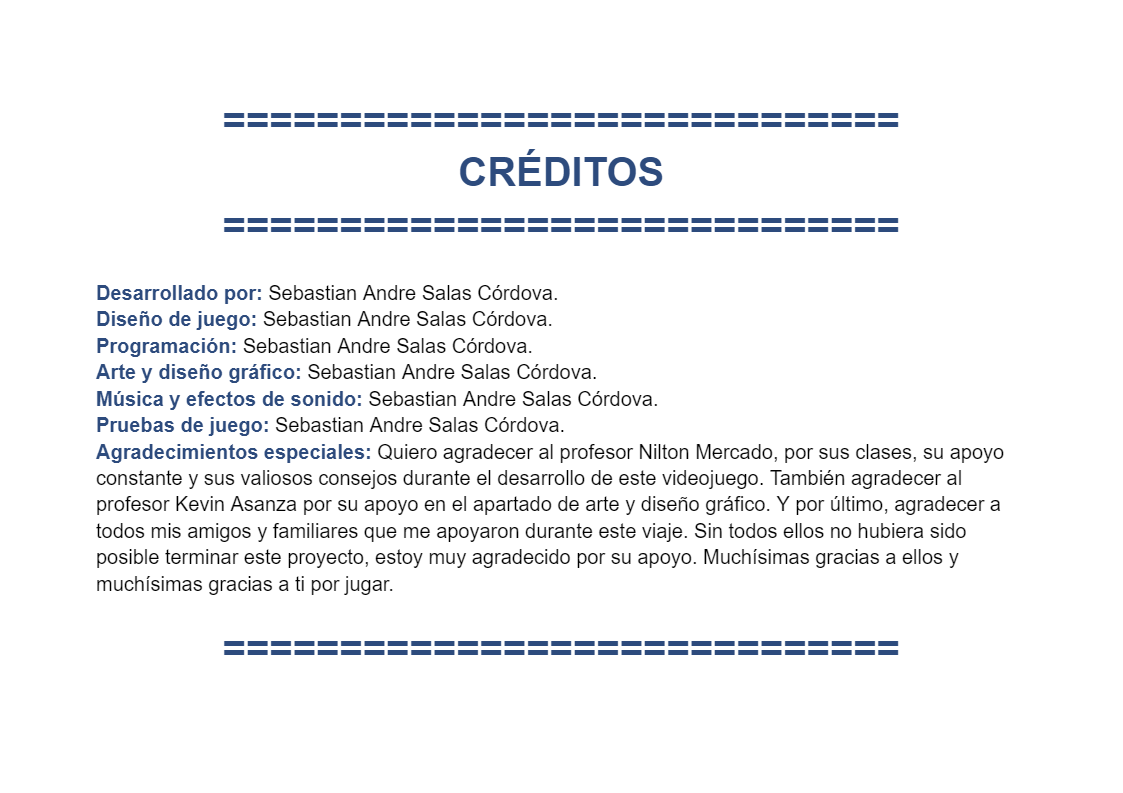 =============================
CRÉDITOS
=============================
Desarrollado por: Sebastian Andre Salas Córdova.
Diseño de juego: Sebastian Andre Salas Córdova.
Programación: Sebastian Andre Salas Córdova.
Arte y diseño gráfico: Sebastian Andre Salas Córdova.
Música y efectos de sonido: Sebastian Andre Salas Córdova.
Pruebas de juego: Sebastian Andre Salas Córdova.
Agradecimientos especiales: Quiero agradecer al profesor Nilton Mercado, por sus clases, su apoyo
constante y sus valiosos consejos durante el desarrollo de este videojuego. También agradecer al
profesor Kevin Asanza por su apoyo en el apartado de arte y diseño gráfico. Y por último, agradecer a
todos mis amigos y familiares que me apoyaron durante este viaje. Sin todos ellos no hubiera sido
posible terminar este proyecto, estoy muy agradecido por su apoyo. Muchísimas gracias a ellos y
muchísimas gracias a ti por jugar.
=============================